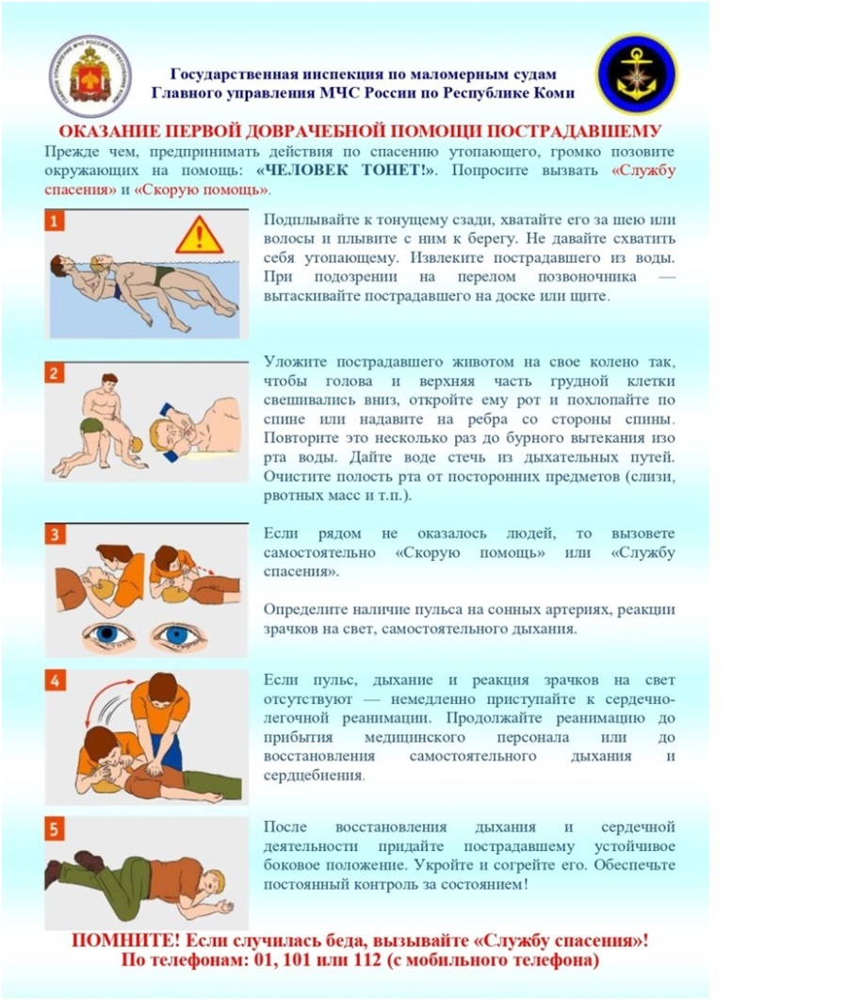 Государственная инспекция по маломерным судам
Главного управления МЧС России по Республике Коми
ОКАЗАНИЕ ПЕРВОЙ ДОВРАЧЕБНОЙ ПОМОЩИ ПОСТРАДАВШЕМУ
Прежде чем, предпринимать действия по спасению утопающего, громко позовите
окружающих на помощь: «ЧЕЛОВЕК ТОНЕТ!». Попросите вызвать «Службу
спасения» и «Скорую помощь».
1
Подплывайте к тонущему сзади, хватайте его за шею или
волосы и плывите с ним к берегу. Не давайте схватить
себя утопающему. Извлеките пострадавшего из воды.
При подозрении на перелом позвоночника —
вытаскивайте пострадавшего на доске или щите.
2
Уложите пострадавшего животом на свое колено так,
чтобы голова и верхняя часть грудной клетки
свешивались вниз, откройте ему рот и похлопайте по
спине или надавите на ребра со стороны спины.
Повторите это несколько раз до бурного вытекания изо
рта воды. Дайте воде стечь из дыхательных путей.
Очистите полость рта от посторонних предметов (слизи,
рвотных масс и т.п.).
3
Если рядом не оказалось людей, то вызовете
самостоятельно «Скорую помощь» или «Службу
спасения».
Определите наличие пульса на сонных артериях, реакции
зрачков на свет, самостоятельного дыхания.
4
Если пульс, дыхание и реакция зрачков на свет
отсутствуют — немедленно приступайте к сердечно-
легочной реанимации. Продолжайте реанимацию до
прибытия медицинского персонала или до
восстановления самостоятельного дыхания и
сердцебиения.
5
После восстановления дыхания и сердечной
деятельности придайте пострадавшему устойчивое
боковое положение. Укройте и согрейте его. Обеспечьте
постоянный контроль за состоянием!
ПОМНИТЕ! Если случилась беда, вызывайте «Службу спасения»!
По телефонам: 01, 101 или 112 (с мобильного телефона)